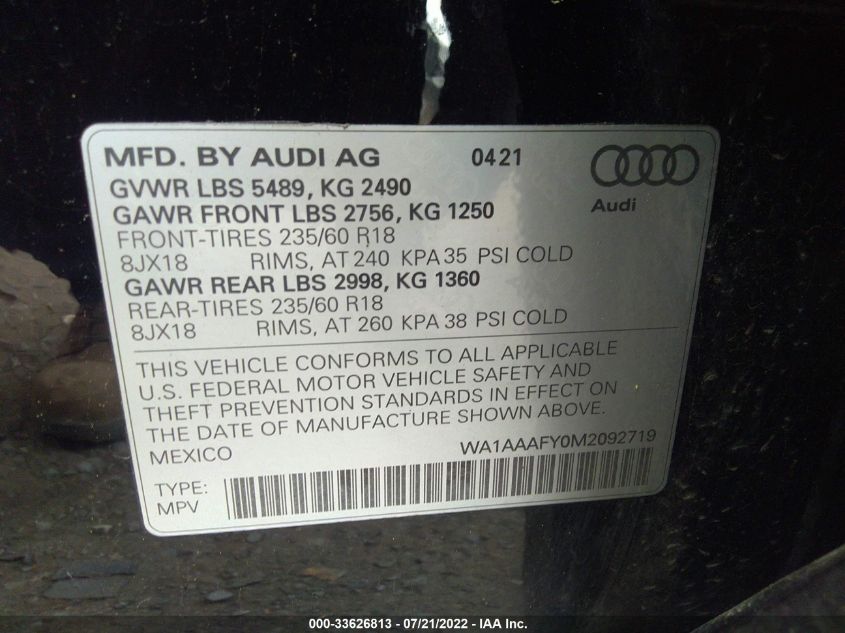 MFD. BY AUDI AG 0421
Audi
GVWR LBS 5489, KG 2490
GAWR FRONT LBS 2756, KG 1250
FRONT-TIRES 235/60 R18
8JX18 RIMS, AT 240 KPA 35 PSI COLD
GAWR REAR LBS 2998, KG 1360
REAR-TIRES 235/60 R18
8JX18 RIMS, AT 260 KPA 38 PSI COLD
THIS VEHICLE CONFORMS TO ALL APPLICABLE
U.S. FEDERAL MOTOR VEHICLE SAFETY AND
THEFT PREVENTION STANDARDS IN EFFECT ON
THE DATE OF MANUFACTURE SHOWN ABOVE.
MEXICO WA1AAAFY0M2092719
TYPE:
MPV
000-33626813 / 07/21/2022 - IAA Inc.